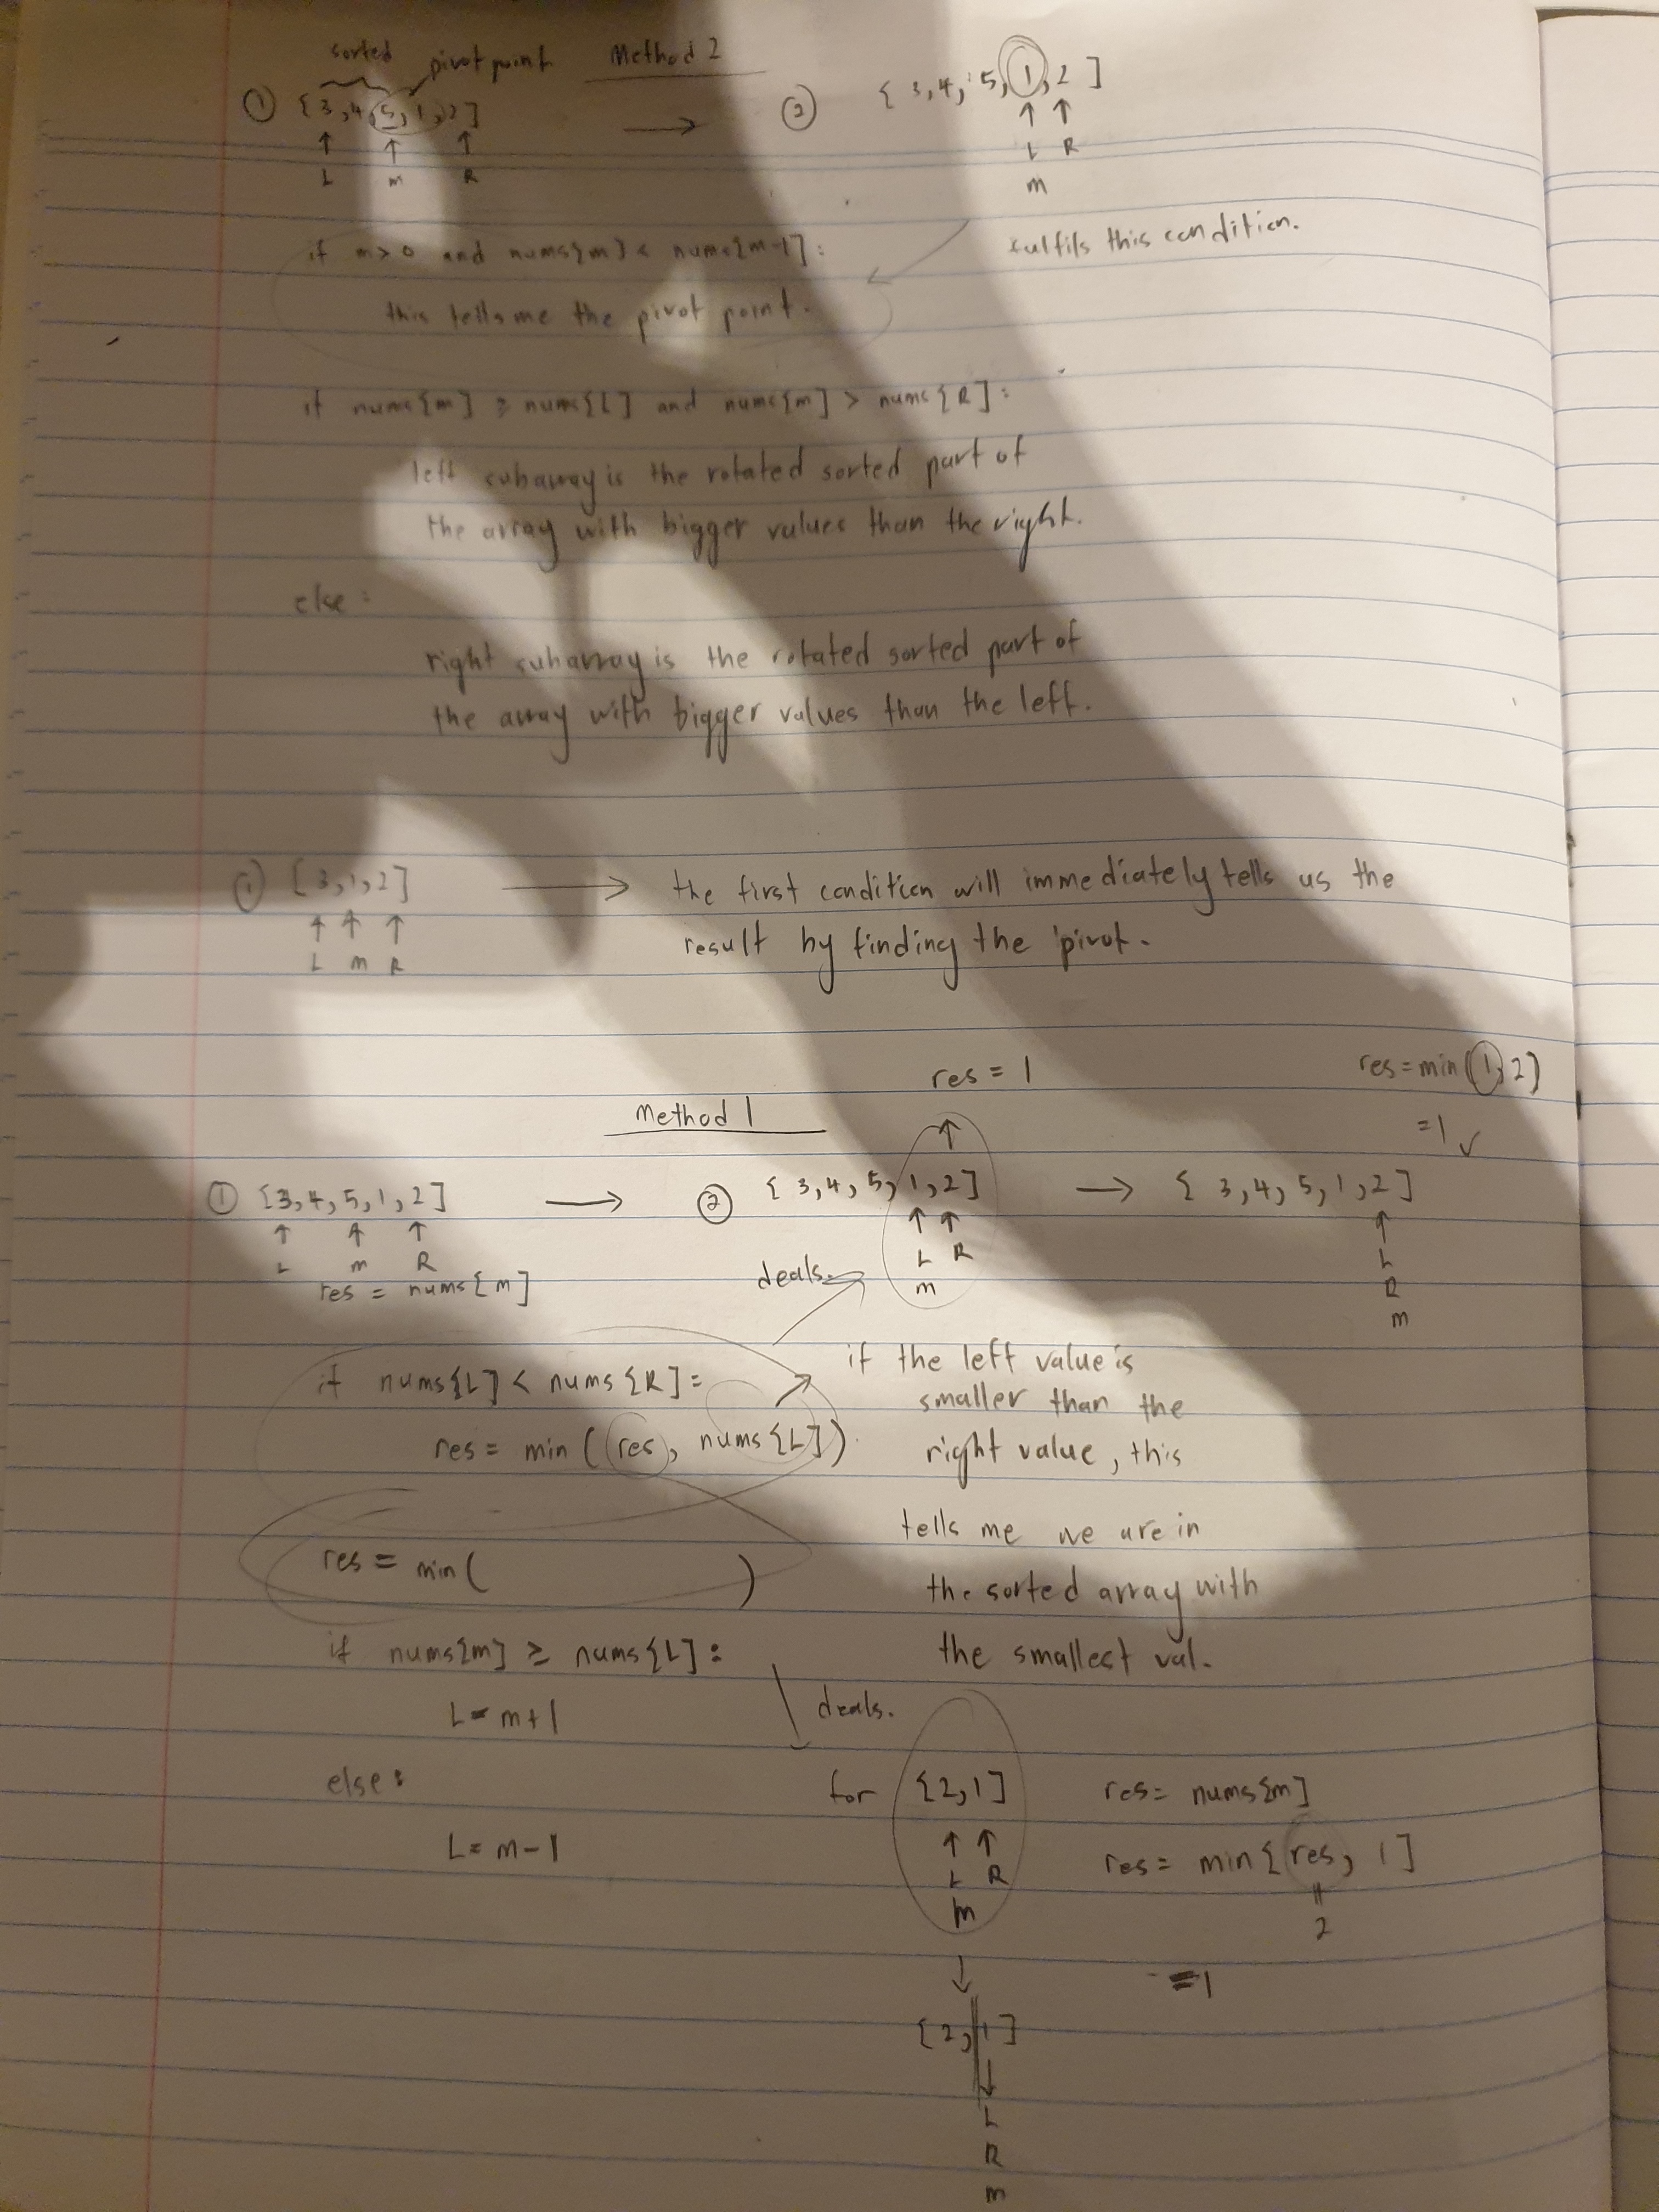 sorted pivot point Method 2
① [3,4,5,1,2] → ② [3,4,5,1,2]
↑ ↑ ↑ ↑ ↑
L m R L R
m
if m>0 and nums[m] < nums[m-1]: fulfils this condition.
this tells me the pivot point.
if nums[m] ≥ nums[L] and nums[m] > nums[R]:
left subarray is the rotated sorted part of
the array with bigger values than the right.
else:
right subarray is the rotated sorted part of
the array with bigger values than the left.
① [3,1,2] → the first condition will immediately tells us the
↑ ↑ ↑ result by finding the pivot.
L m R
res = 1 res = min(1,2)
Method 1 ↑ =1 ✓
① [3,4,5,1,2] → ② [3,4,5,1,2] → [3,4,5,1,2]
↑ ↑ ↑ ↑ ↑ ↑
L m R L R L
res = nums[m] deals. m R
m
if nums[L] < nums[R]: if the left value is
smaller than the
res = min (res, nums[L]) right value, this
tells me we are in
res = min( ) the sorted array with
if nums[m] ≥ nums[L]: the smallest val.
L = m+1 deals.
else: for [2,1] res = nums[m]
L = m-1 ↑ ↑ res = min[res, 1]
L R
m 2
↓ =1
[2,1]
↓
L
R
m